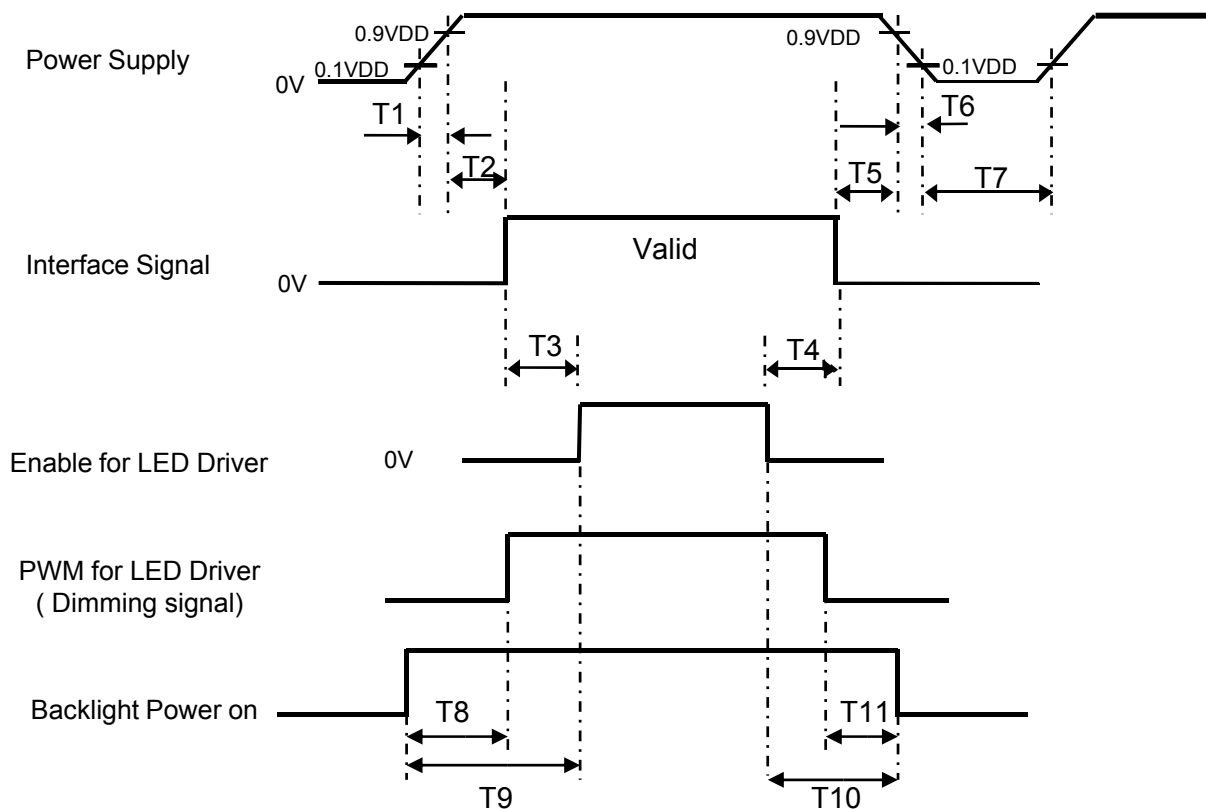 0.9VDD
0.9VDD
Power Supply
0.1VDD
0.1VDD
0V
T1
T6
T2
T5
T7
Valid
Interface Signal
0V
T3
T4
Enable for LED Driver
0V
PWM for LED Driver
( Dimming signal)
Backlight Power on
T8
T11
T9
T10